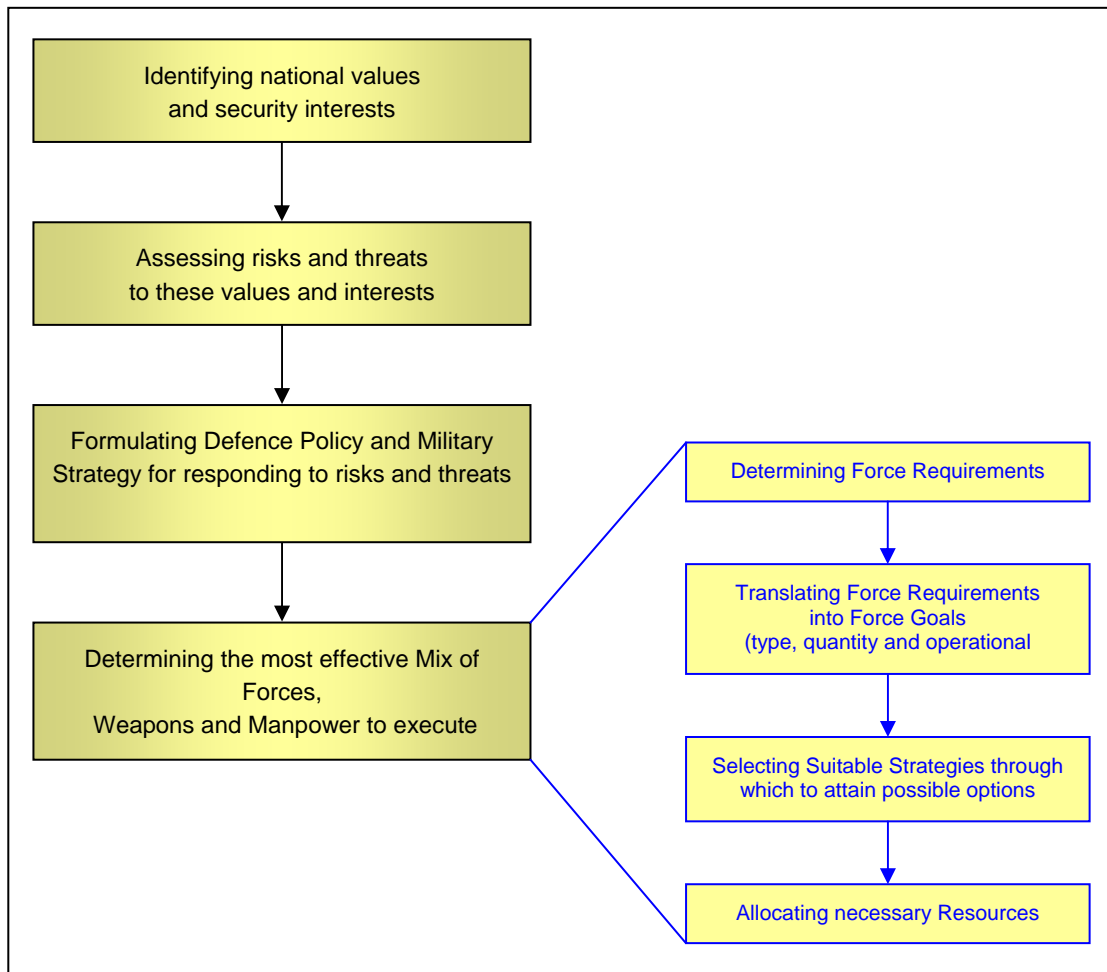 Identifying national values
and security interests
Assessing risks and threats
to these values and interests
Formulating Defence Policy and Military
Strategy for responding to risks and threats
Determining the most effective Mix of
Forces,
Weapons and Manpower to execute
Determining Force Requirements
Translating Force Requirements
into Force Goals
(type, quantity and operational
Selecting Suitable Strategies through
which to attain possible options
Allocating necessary Resources